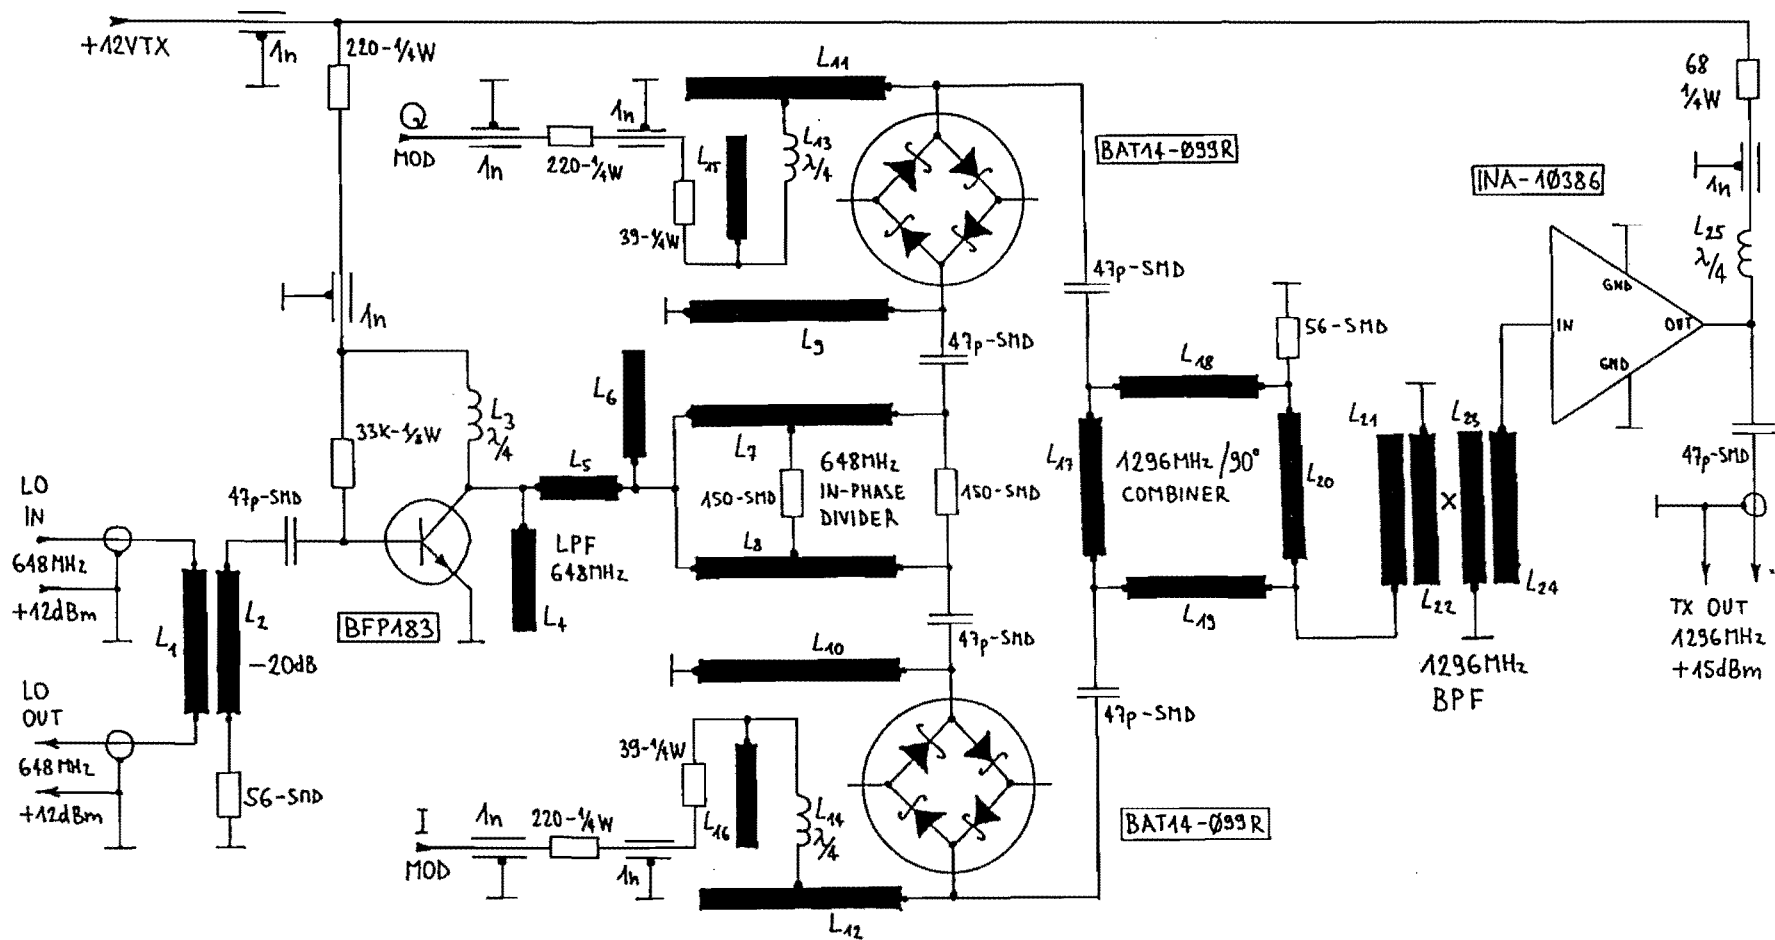 +12VTX
1n
220-¼W
Q
MOD
1n
220-¼W
1n
39-¼W
L15
L13
λ/4
L11
BAT14-Ø99R
INA-1Ø386
68
¼W
1n
L25
λ/4
1n
L9
47p-SMD
47p-SMD
56-SMD
GND
IN
OUT
GND
33K-⅛W
L3
λ/4
L6
L5
L7
150-SMD
648MHz
IN-PHASE
DIVIDER
150-SMD
L8
L18
L17
1296MHz/90°
COMBINER
L20
L19
L21
L23
X
L22
L24
1296MHz
BPF
47p-SMD
TX OUT
1296MHz
+15dBm
LO
IN
648MHz
+12dBm
47p-SMD
LPF
648MHz
L4
BFP183
L1
L2
-20dB
LO
OUT
648MHz
+12dBm
56-SMD
L10
47p-SMD
47p-SMD
39-¼W
I
MOD
1n
220-¼W
1n
L16
L14
λ/4
L12
BAT14-Ø99R